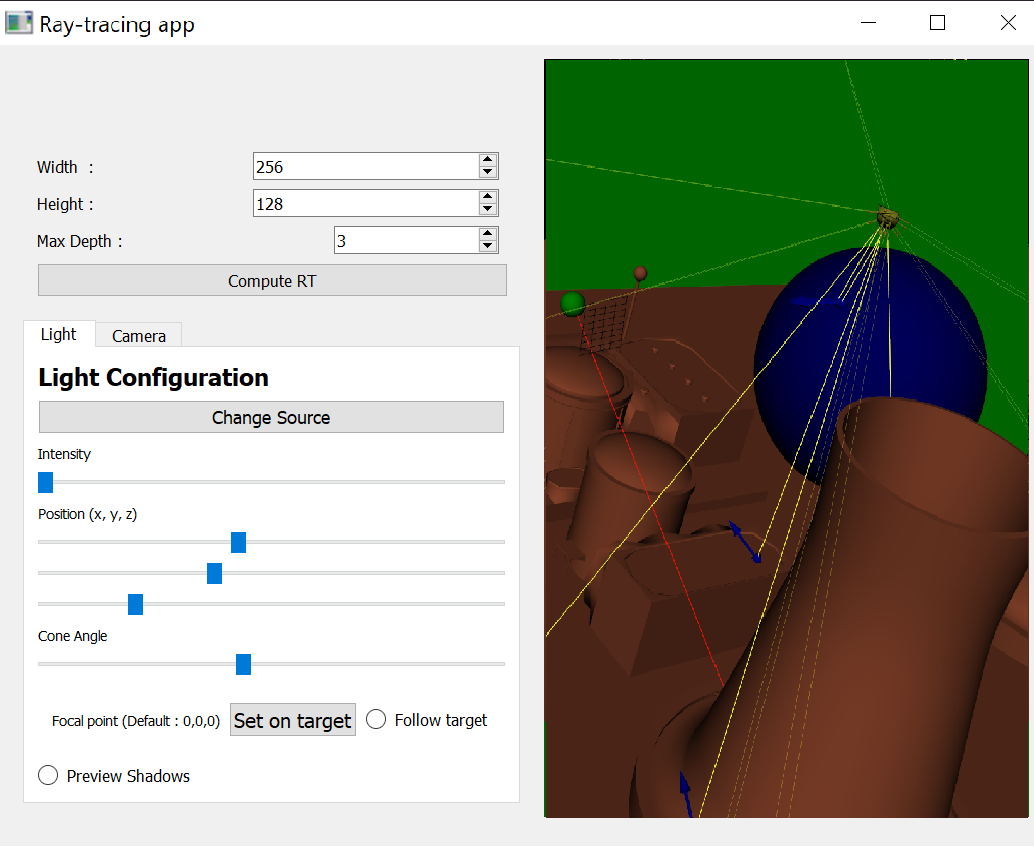 Ray-tracing app
Width :
256
Height :
128
Max Depth :
3
Compute RT
Light
Camera
Light Configuration
Change Source
Intensity
Position (x, y, z)
Cone Angle
Focal point (Default : 0,0,0)
Set on target
Follow target
Preview Shadows